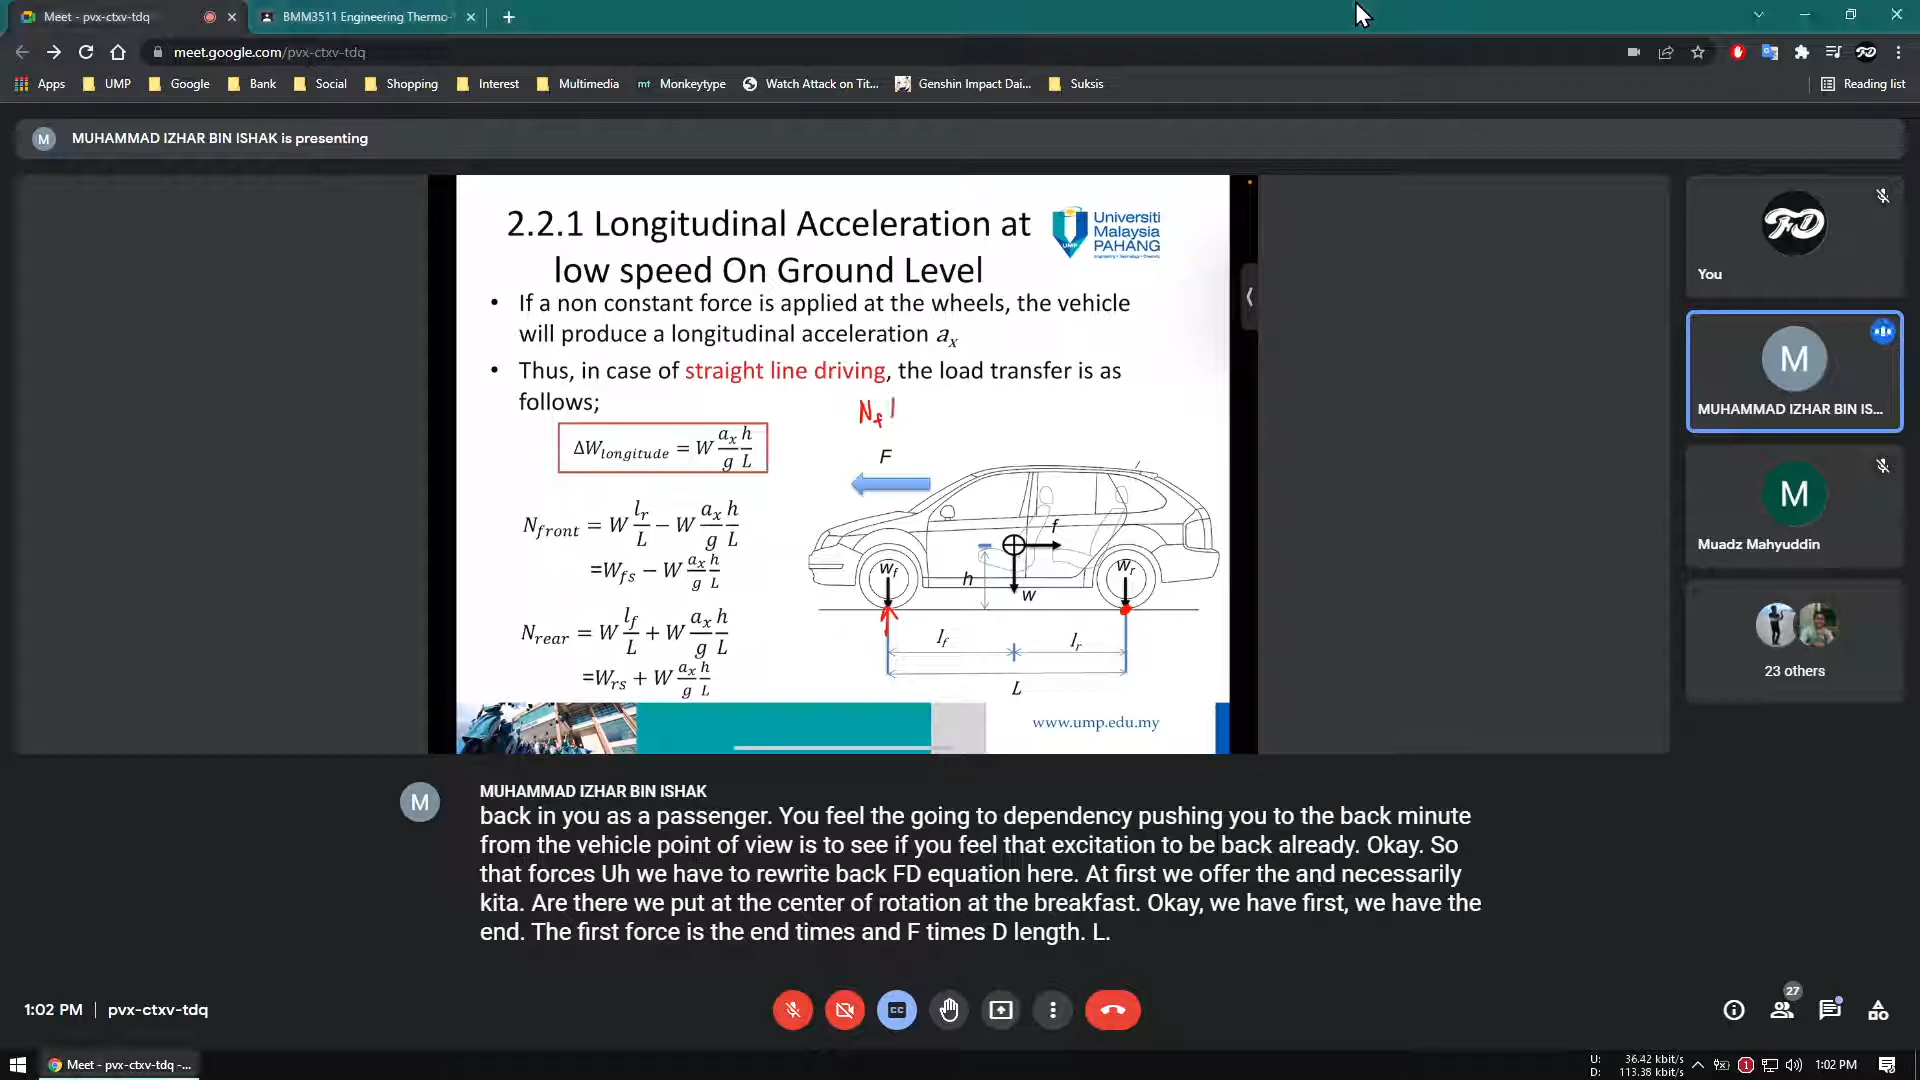 Meet - pvx-ctxv-tdq
BMM3511 Engineering Thermo-
meet.google.com/pvx-ctxv-tdq
Apps UMP Google Bank Social Shopping Interest Multimedia mt Monkeytype Watch Attack on Tit... Genshin Impact Dai... Suksis Reading list
M MUHAMMAD IZHAR BIN ISHAK is presenting
2.2.1 Longitudinal Acceleration at
low speed On Ground Level
UMP
Universiti
Malaysia
PAHANG
• If a non constant force is applied at the wheels, the vehicle
will produce a longitudinal acceleration aₓ
• Thus, in case of straight line driving, the load transfer is as
follows;
N_f l
ΔW_longitude = W a_x/g h/L
F
N_front = W l_r/L − W a_x/g h/L
=W_fs − W a_x/g h/L
N_rear = W l_f/L + W a_x/g h/L
=W_rs + W a_x/g h/L
f
W_f
W_r
h
W
l_f
l_r
L
www.ump.edu.my
FD
You
M
MUHAMMAD IZHAR BIN IS...
M
Muadz Mahyuddin
23 others
M
MUHAMMAD IZHAR BIN ISHAK
back in you as a passenger. You feel the going to dependency pushing you to the back minute
from the vehicle point of view is to see if you feel that excitation to be back already. Okay. So
that forces Uh we have to rewrite back FD equation here. At first we offer the and necessarily
kita. Are there we put at the center of rotation at the breakfast. Okay, we have first, we have the
end. The first force is the end times and F times D length. L.
1:02 PM | pvx-ctxv-tdq
CC
27
Meet - pvx-ctxv-tdq -...
U: 36.42 kbit/s
D: 113.38 kbit/s
1
1:02 PM